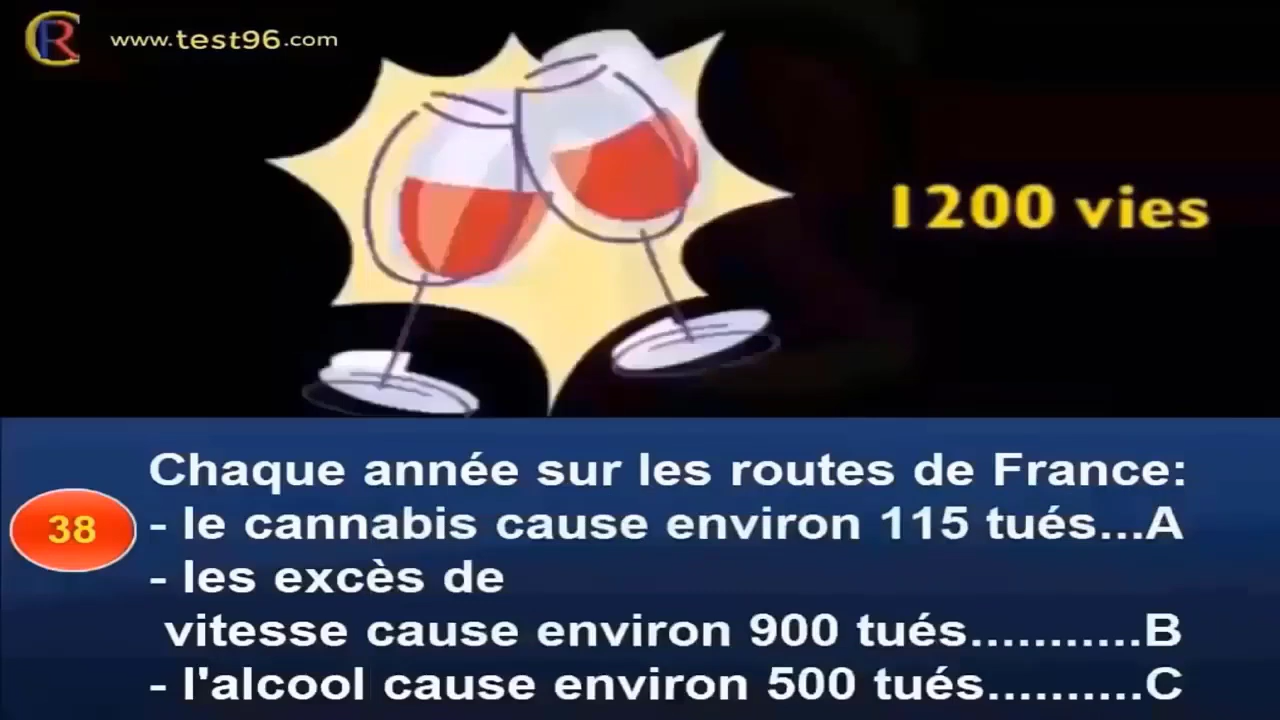 CR www.test96.com
1200 vies
Chaque année sur les routes de France:
38
- le cannabis cause environ 115 tués...A
- les excès de
vitesse cause environ 900 tués...........B
- l'alcool cause environ 500 tués..........C